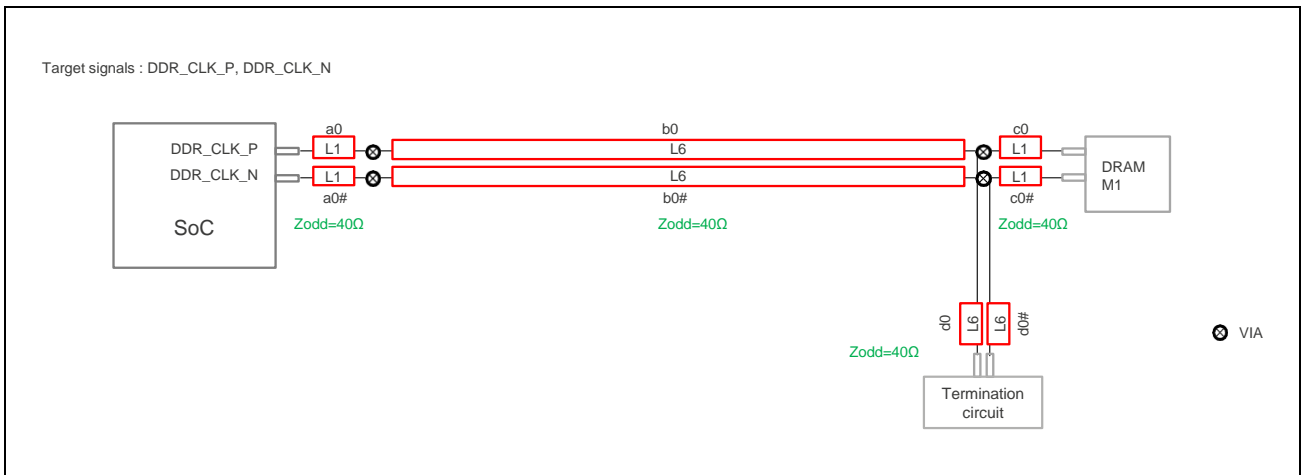 Target signals : DDR_CLK_P, DDR_CLK_N
a0
b0
c0
DDR_CLK_P
L1
L6
L1
DDR_CLK_N
L1
L6
L1
DRAM
M1
a0#
b0#
c0#
SoC
Zodd=40Ω
Zodd=40Ω
Zodd=40Ω
d0
L6
L6
d0#
VIA
Zodd=40Ω
Termination
circuit